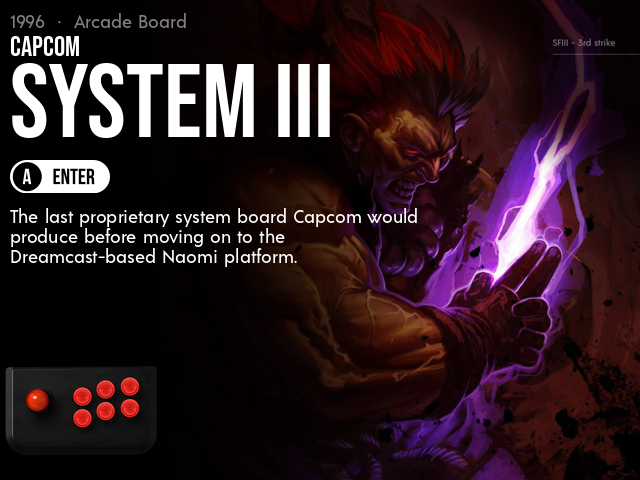 1996 · Arcade Board
CAPCOM
SYSTEM III
SFIII - 3rd strike
A ENTER
The last proprietary system board Capcom would
produce before moving on to the
Dreamcast-based Naomi platform.